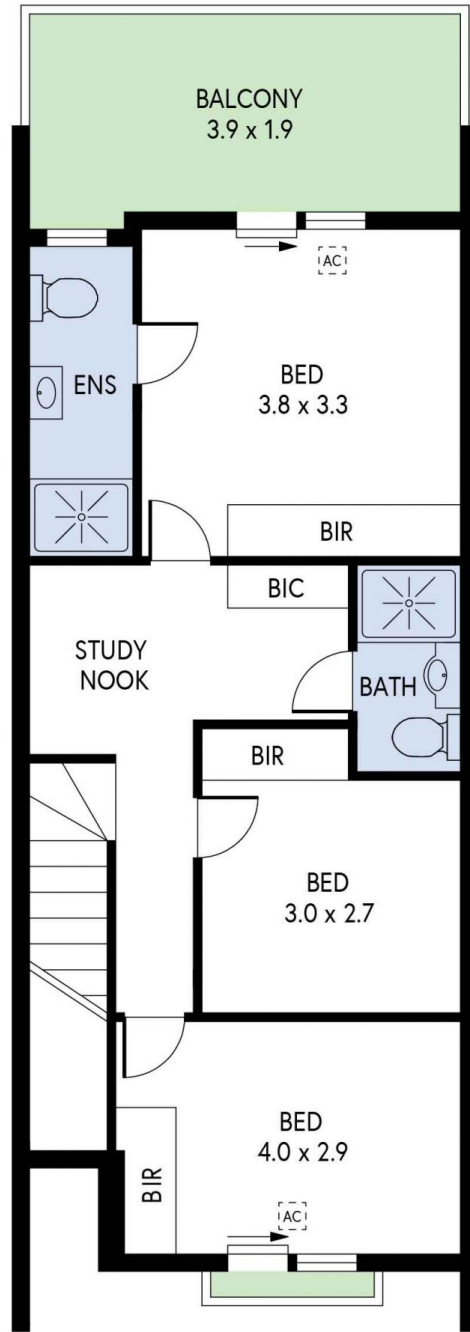 BALCONY
3.9 x 1.9
AC
ENS
BED
3.8 x 3.3
BIR
BIC
STUDY
NOOK
BATH
BIR
BED
3.0 x 2.7
BED
4.0 x 2.9
BIR
AC